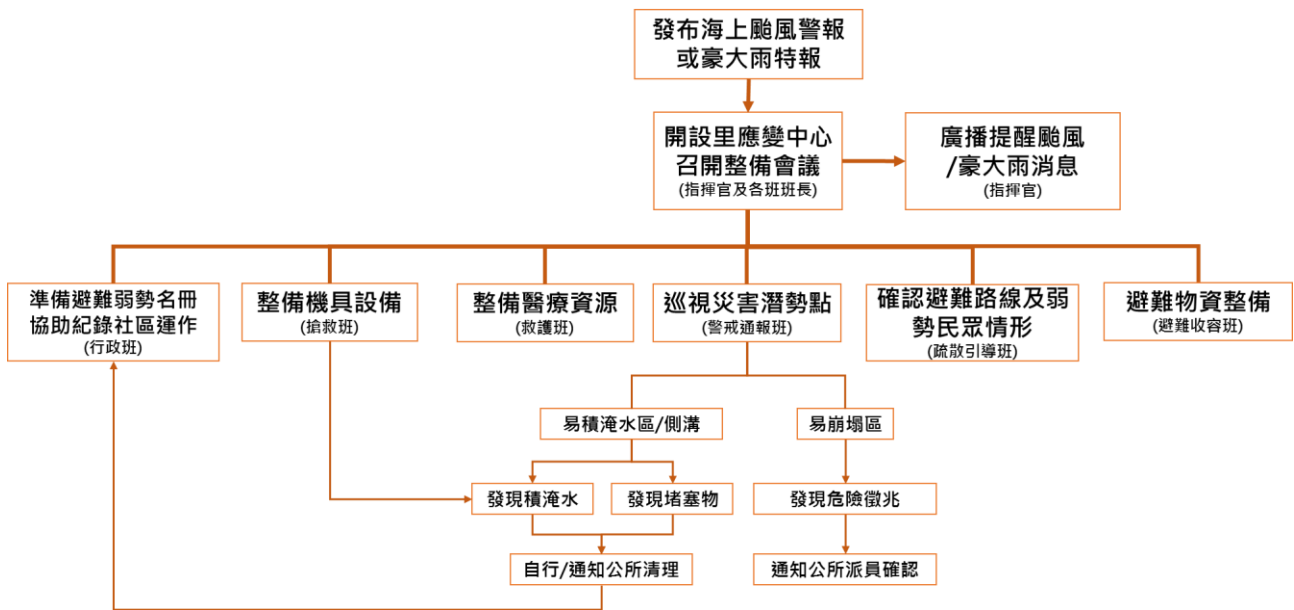 發布海上颱風警報
或豪大雨特報
開設里應變中心
召開整備會議
(指揮官及各班班長)
廣播提醒颱風
/豪大雨消息
(指揮官)
準備避難弱勢名冊
協助紀錄社區運作
(行政班)
整備機具設備
(搶救班)
整備醫療資源
(救護班)
巡視災害潛勢點
(警戒通報班)
確認避難路線及弱
勢民眾情形
(疏散引導班)
避難物資整備
(避難收容班)
易積淹水區/側溝
易崩塌區
發現積淹水
發現堵塞物
發現危險徵兆
自行/通知公所清理
通知公所派員確認